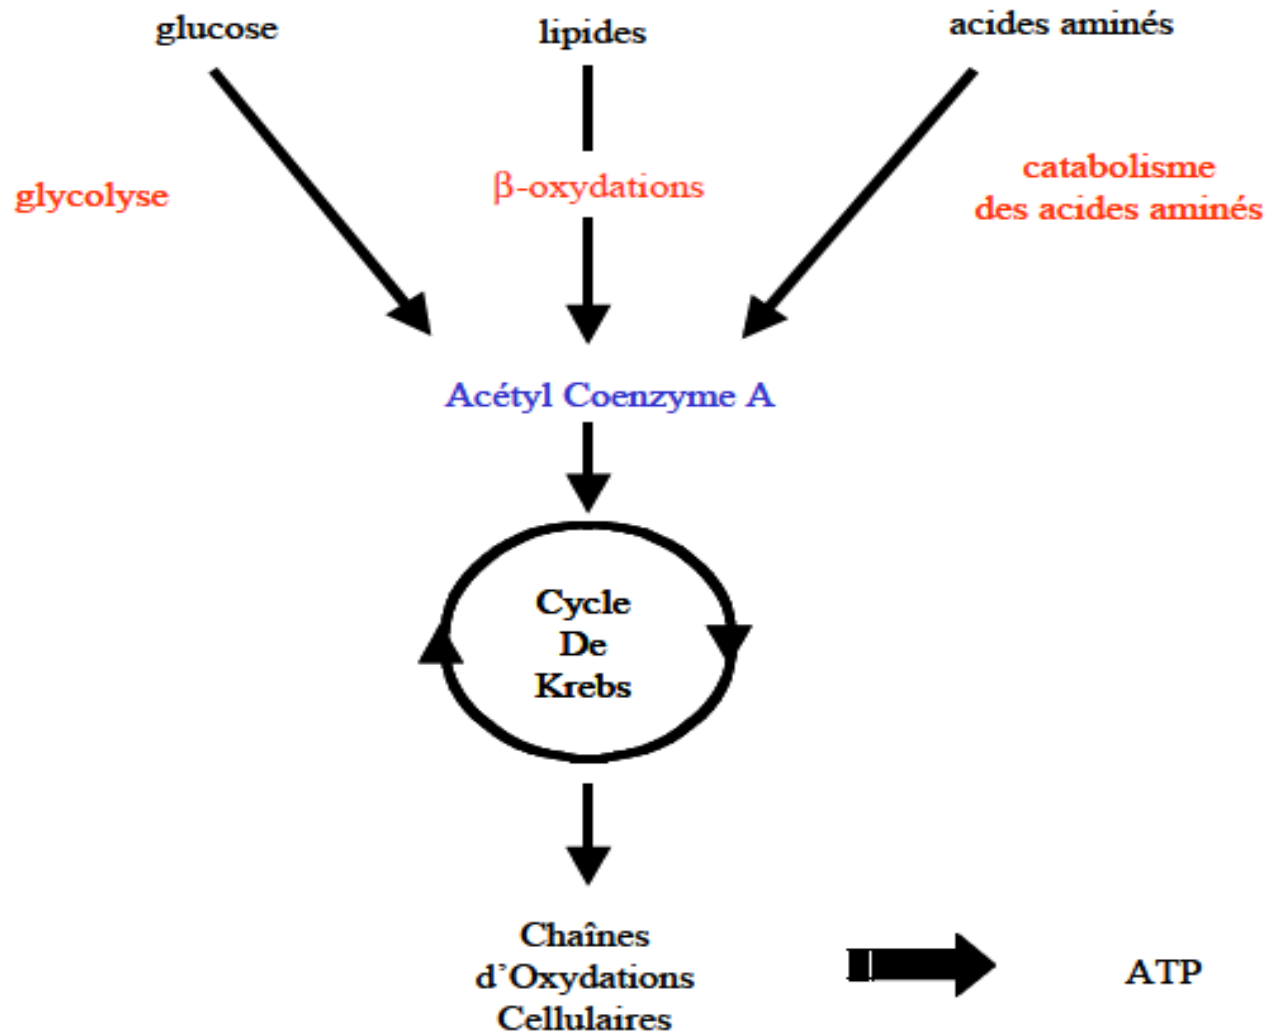 glucose
lipides
acides aminés
glycolyse
β-oxydations
catabolisme
des acides aminés
Acétyl Coenzyme A
Cycle
De
Krebs
Chaînes
d’Oxydations
Cellulaires
ATP